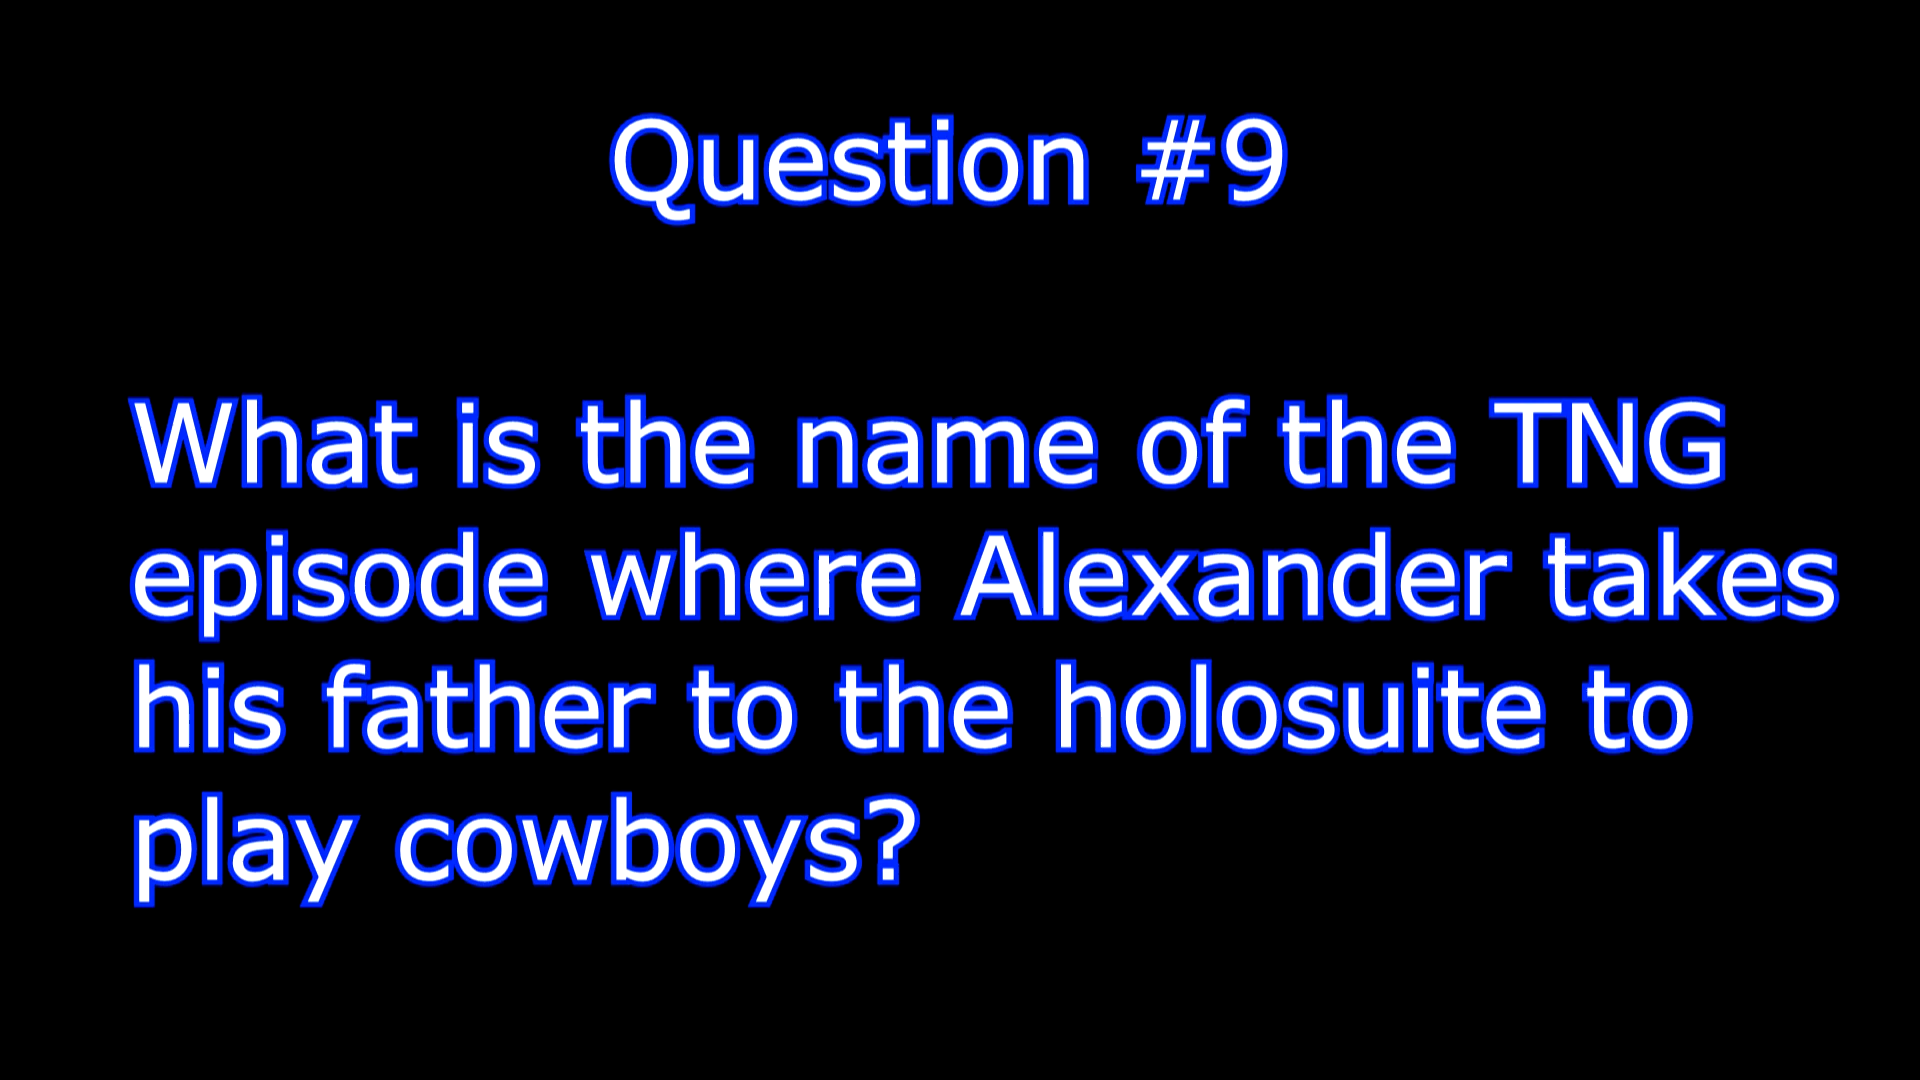 Question #9
What is the name of the TNG
episode where Alexander takes
his father to the holosuite to
play cowboys?